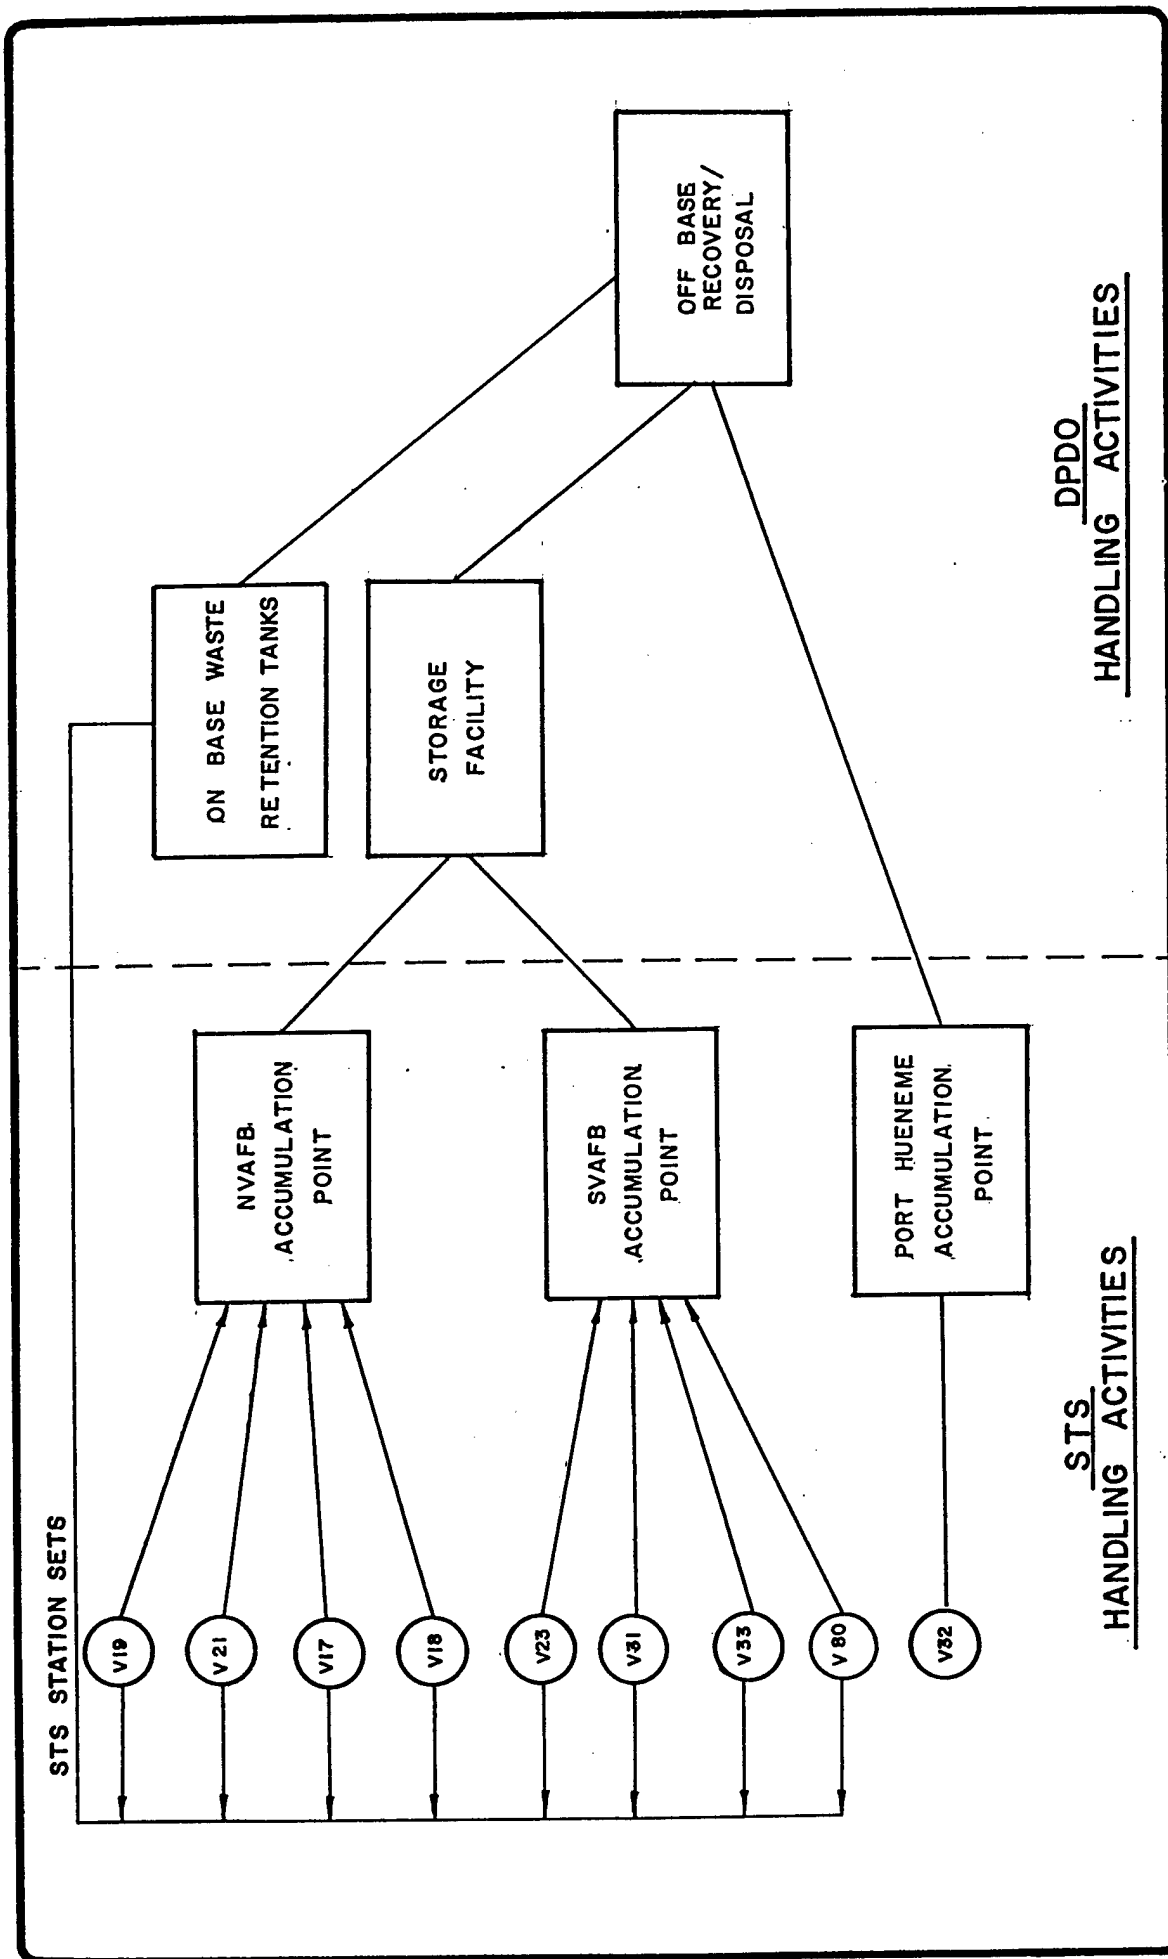 STS STATION SETS
V19
V21
V17
V18
V23
V31
V33
V80
V32
NVAFB
ACCUMULATION
POINT
SVAFB
ACCUMULATION
POINT
PORT HUENEME
ACCUMULATION
POINT
ON BASE WASTE
RETENTION TANKS
STORAGE
FACILITY
OFF BASE
RECOVERY/
DISPOSAL
STS
HANDLING ACTIVITIES
DPDO
HANDLING ACTIVITIES